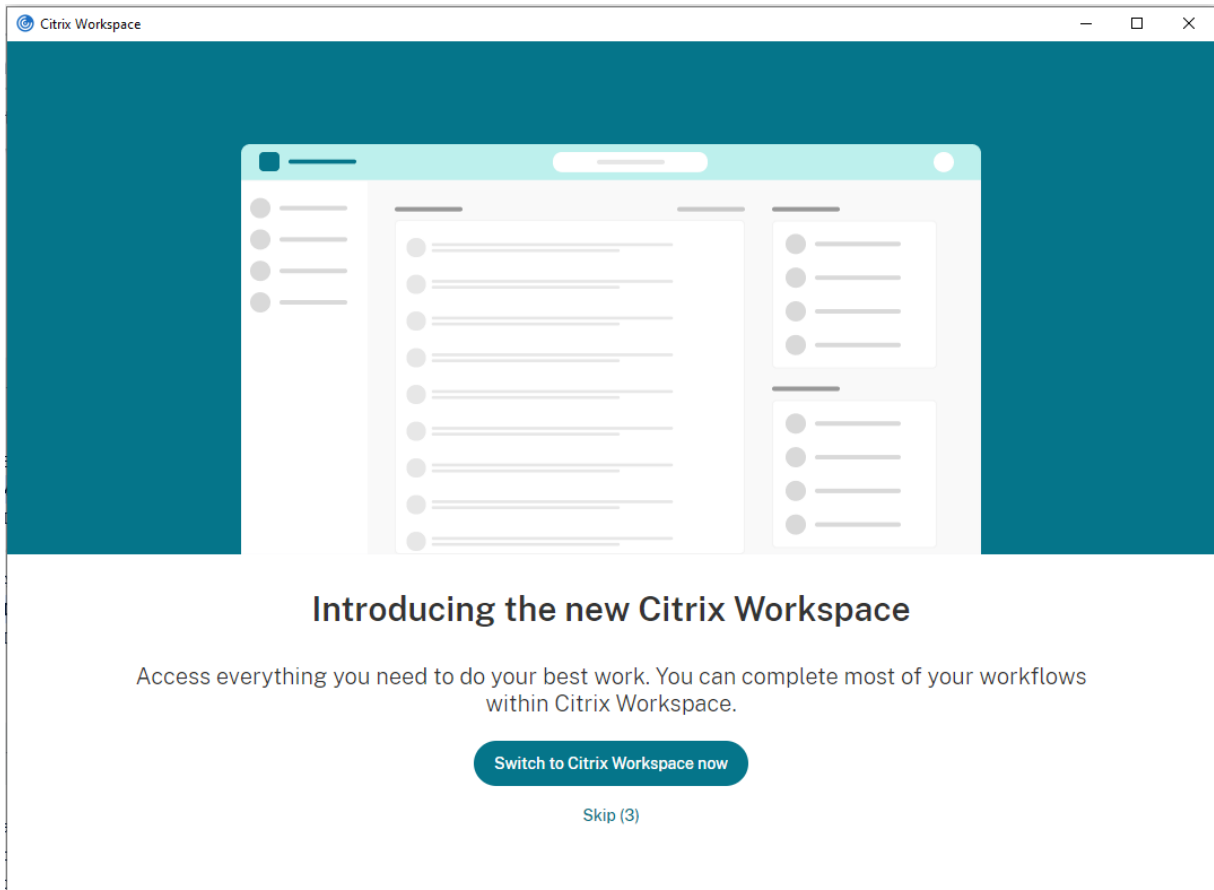 Citrix Workspace
Introducing the new Citrix Workspace
Access everything you need to do your best work. You can complete most of your workflows
within Citrix Workspace.
Switch to Citrix Workspace now
Skip (3)